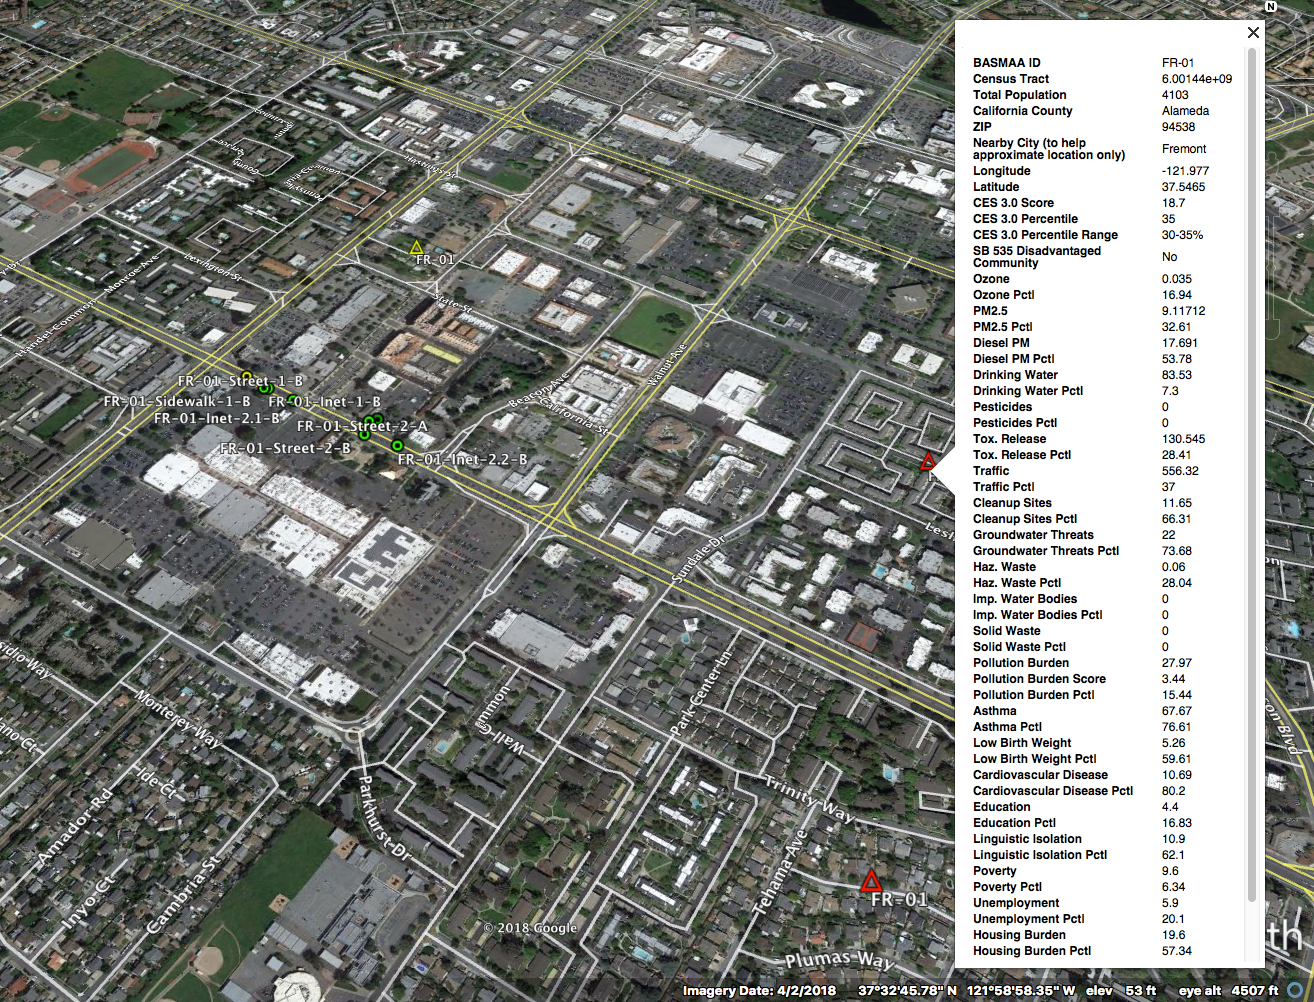 N
BASMAA ID FR-01
Census Tract 6.00144e+09
Total Population 4103
California County Alameda
ZIP 94538
Nearby City (to help
approximate location only) Fremont
Longitude -121.977
Latitude 37.5465
CES 3.0 Score 18.7
CES 3.0 Percentile 35
CES 3.0 Percentile Range 30-35%
SB 535 Disadvantaged
Community No
Ozone 0.035
Ozone Pctl 16.94
PM2.5 9.11712
PM2.5 Pctl 32.61
Diesel PM 17.691
Diesel PM Pctl 53.78
Drinking Water 83.53
Drinking Water Pctl 7.3
Pesticides 0
Pesticides Pctl 0
Tox. Release 130.545
Tox. Release Pctl 28.41
Traffic 556.32
Traffic Pctl 37
Cleanup Sites 11.65
Cleanup Sites Pctl 66.31
Groundwater Threats 22
Groundwater Threats Pctl 73.68
Haz. Waste 0.06
Haz. Waste Pctl 28.04
Imp. Water Bodies 0
Imp. Water Bodies Pctl 0
Solid Waste 0
Solid Waste Pctl 0
Pollution Burden 27.97
Pollution Burden Score 3.44
Pollution Burden Pctl 15.44
Asthma 67.67
Asthma Pctl 76.61
Low Birth Weight 5.26
Low Birth Weight Pctl 59.61
Cardiovascular Disease 10.69
Cardiovascular Disease Pctl 80.2
Education 4.4
Education Pctl 16.83
Linguistic Isolation 10.9
Linguistic Isolation Pctl 62.1
Poverty 9.6
Poverty Pctl 6.34
Unemployment 5.9
Unemployment Pctl 20.1
Housing Burden 19.6
Housing Burden Pctl 57.34
Hastings St
Lexington St
Monroe Ave
Handel Common
FR-01
State St
Walnut Ave
Beacon Ave
California St
FR-01-Street-1-B
FR-01-Sidewalk-1-B
FR-01-Inet-1-B
FR-01-Inet-2.1-B
FR-01-Street-2-A
FR-01-Street-2-B
FR-01-Inet-2.2-B
Sundale Dr
Park Center Ln
Monterey Way
Ide Ct
Amador Rd
Inyo Ct
Cambria St
Parkhurst Dr
Wall Common
Trinity Way
Tehama Ave
FR-01
Plumas Way
© 2018 Google
th
Imagery Date: 4/2/2018 37°32'45.78" N 121°58'58.35" W elev 53 ft eye alt 4507 ft